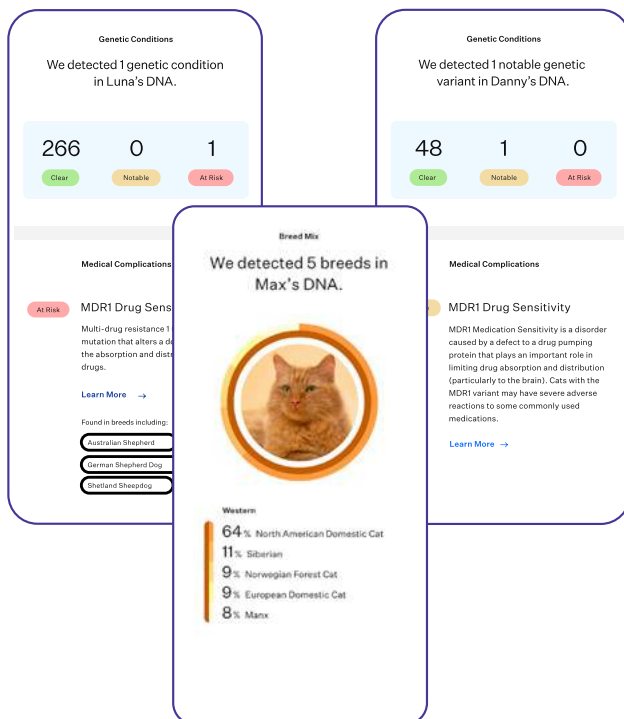 Genetic Conditions
We detected 1 genetic condition
in Luna's DNA.
266 0 1
Clear Notable At Risk
Medical Complications
At Risk MDR1 Drug
Multi-drug resistance 1
mutation that alters a
the absorption and
drugs.
Learn More →
Found in breeds including:
Australian Shepherd
German Shepherd Dog
Shetland Sheepdog
Genetic Conditions
We detected 1 notable genetic
variant in Danny's DNA.
48 1 0
Clear Notable At Risk
Medical Complications
MDR1 Drug Sensitivity
MDR1 Medication Sensitivity is a disorder
caused by a defect to a drug pumping
protein that plays an important role in
limiting drug absorption and distribution
(particularly to the brain). Cats with the
MDR1 variant may have severe adverse
reactions to some commonly used
medications.
Learn More →
Breed Mix
We detected 5 breeds in
Max's DNA.
Western
64% North American Domestic Cat
11% Siberian
9% Norwegian Forest Cat
9% European Domestic Cat
8% Manx